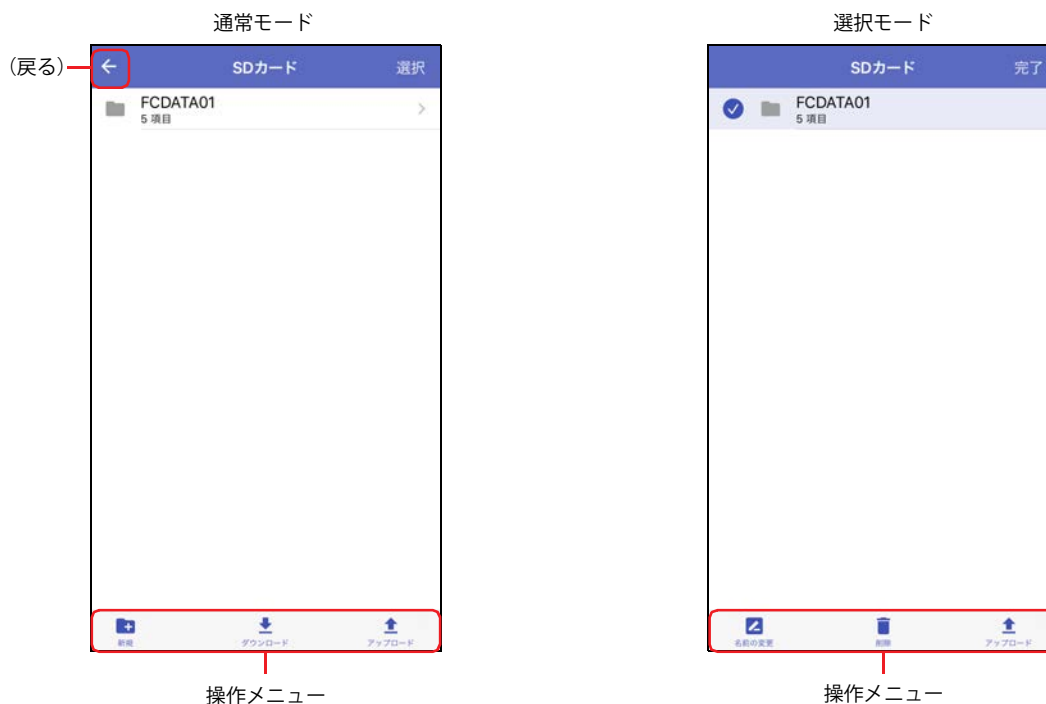 通常モード
選択モード
(戻る)
SDカード
選択
SDカード
完了
FCDATA01
5 項目
FCDATA01
5 項目
新規
ダウンロード
アップロード
名前の変更
削除
アップロード
操作メニュー
操作メニュー